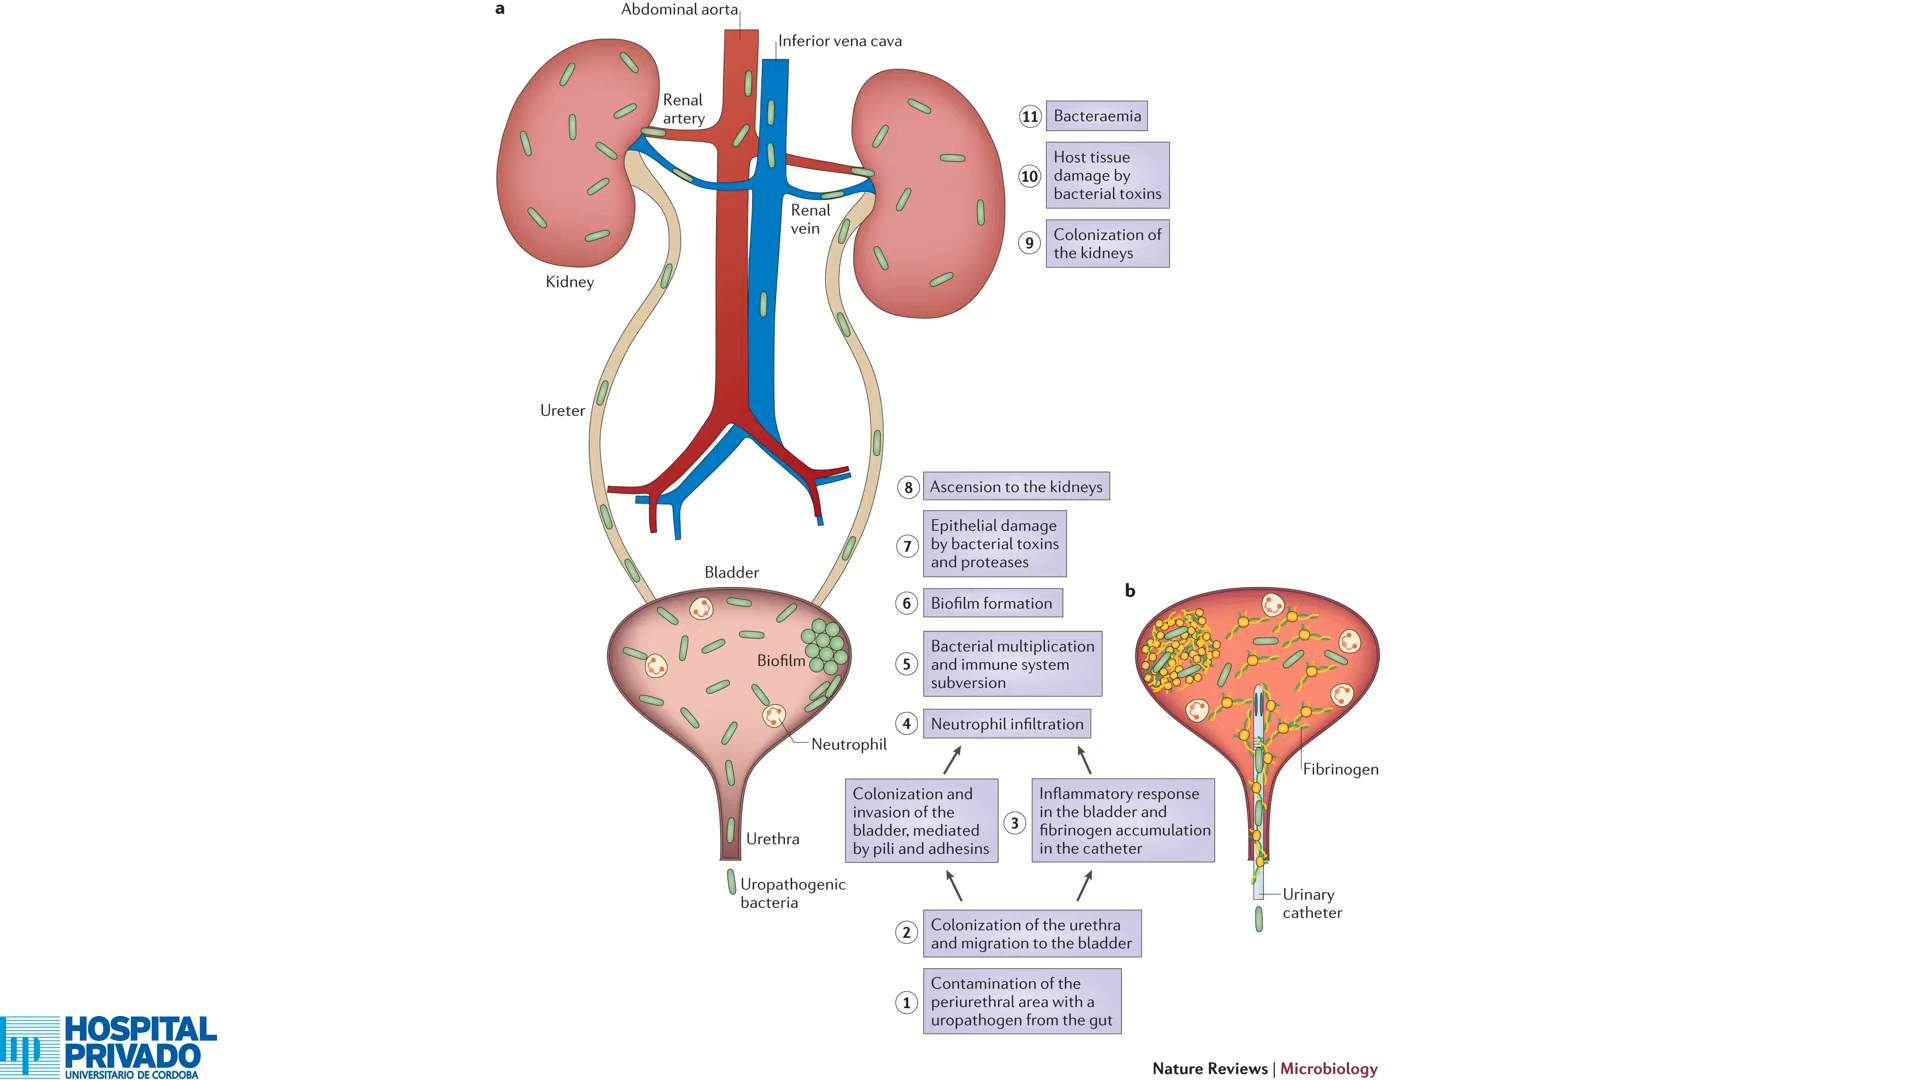 a
Abdominal aorta
Inferior vena cava
Renal
artery
Renal
vein
Kidney
Ureter
11 Bacteraemia
10 Host tissue
damage by
bacterial toxins
9 Colonization of
the kidneys
8 Ascension to the kidneys
7 Epithelial damage
by bacterial toxins
and proteases
6 Biofilm formation
5 Bacterial multiplication
and immune system
subversion
4 Neutrophil infiltration
Colonization and
invasion of the
bladder, mediated
by pili and adhesins
3
Inflammatory response
in the bladder and
fibrinogen accumulation
in the catheter
2 Colonization of the urethra
and migration to the bladder
1 Contamination of the
periurethral area with a
uropathogen from the gut
Bladder
Biofilm
Neutrophil
Urethra
Uropathogenic
bacteria
b
Fibrinogen
Urinary
catheter
hp
HOSPITAL
PRIVADO
UNIVERSITARIO DE CORDOBA
Nature Reviews | Microbiology